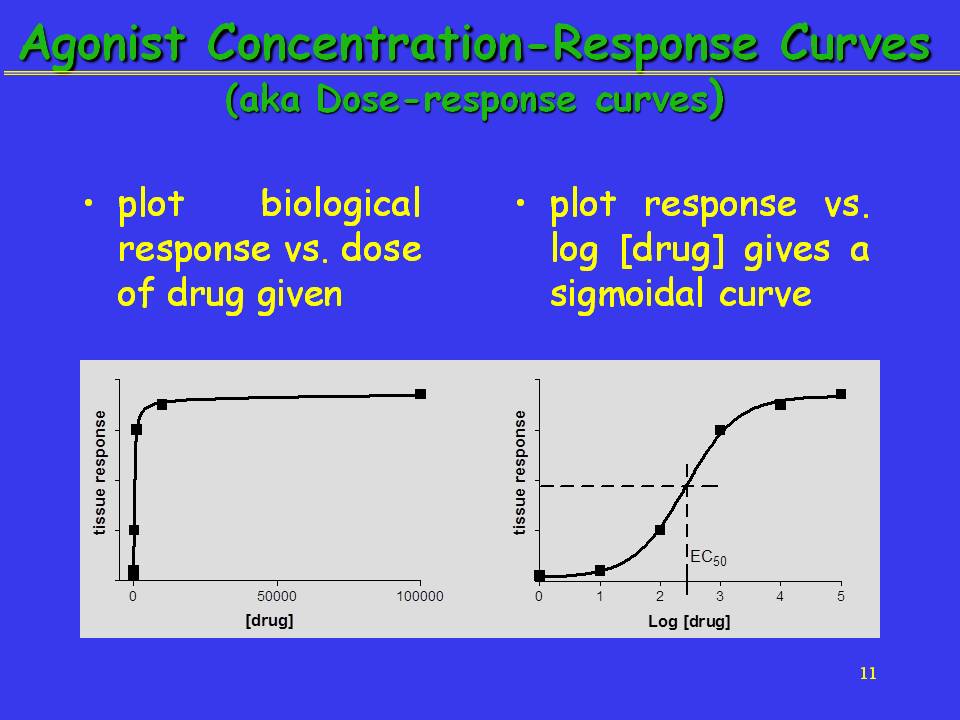 Agonist Concentration-Response Curves
(aka Dose-response curves)
• plot biological
response vs. dose
of drug given
• plot response vs.
log [drug] gives a
sigmoidal curve
tissue response
0 50000 100000
[drug]
tissue response
EC50
0 1 2 3 4 5
Log [drug]
11